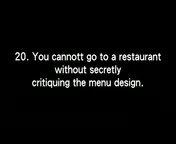 20. You cannott go to a restaurant
without secretly
critiquing the menu design.